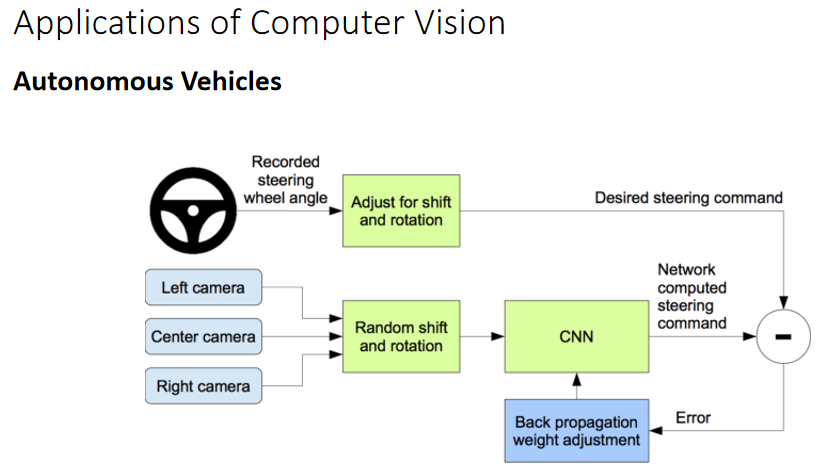 Applications of Computer Vision
Autonomous Vehicles
Recorded
steering
wheel angle
Adjust for shift
and rotation
Desired steering command
Left camera
Center camera
Right camera
Random shift
and rotation
CNN
Network
computed
steering
command
-
Back propagation
weight adjustment
Error